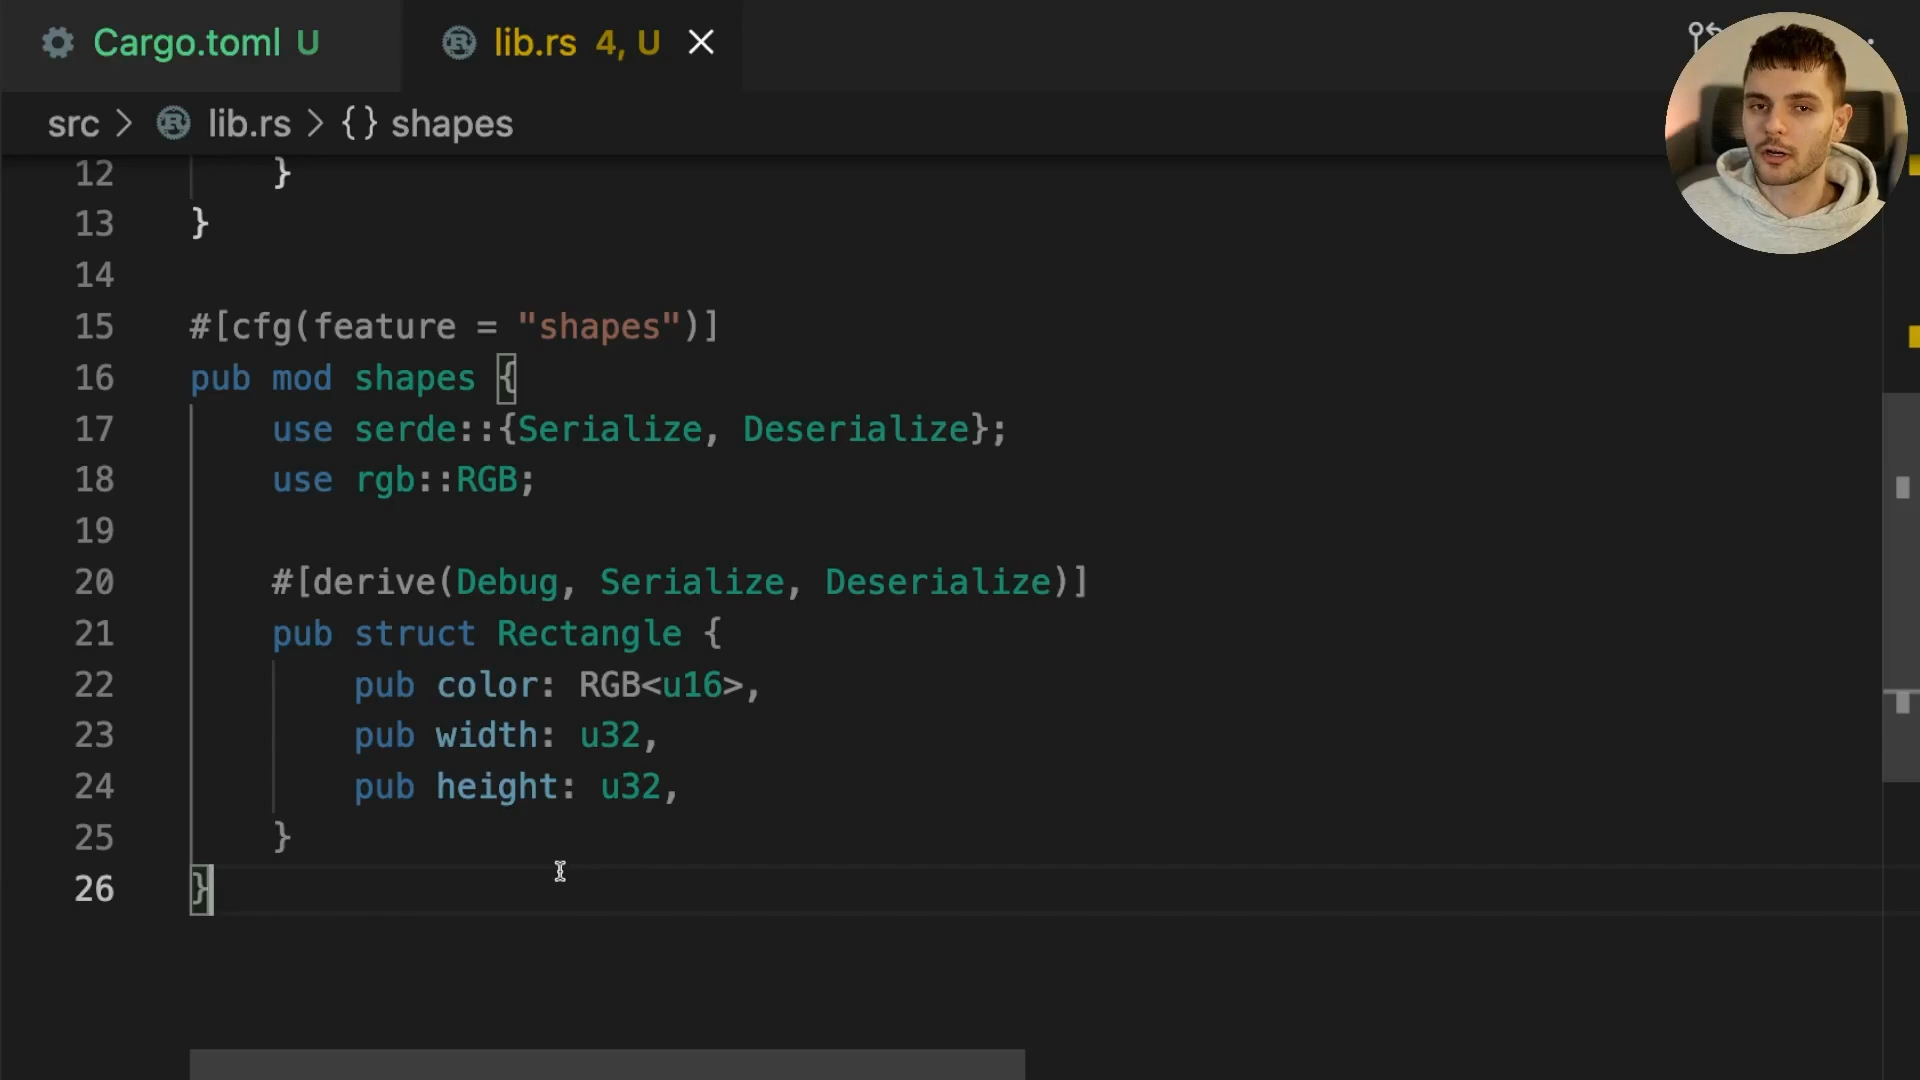 Cargo.toml U
lib.rs 4, U
src > lib.rs > {} shapes
12 }
13 }
14
15 #[cfg(feature = "shapes")]
16 pub mod shapes {
17 use serde::{Serialize, Deserialize};
18 use rgb::RGB;
19
20 #[derive(Debug, Serialize, Deserialize)]
21 pub struct Rectangle {
22 pub color: RGB<u16>,
23 pub width: u32,
24 pub height: u32,
25 }
26 }